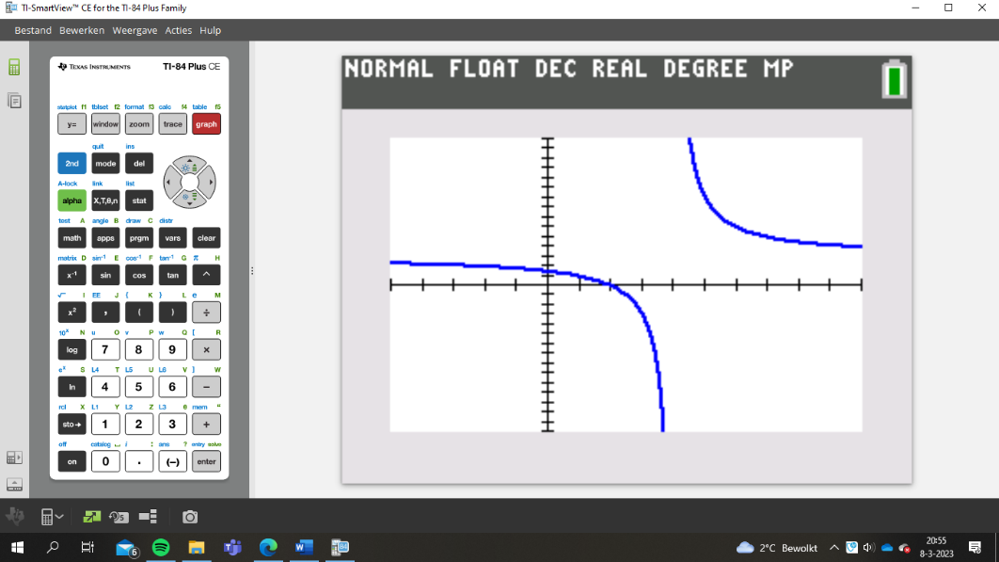 TI-SmartView™ CE for the TI-84 Plus Family
Bestand Bewerken Weergave Acties Hulp
TEXAS INSTRUMENTS TI-84 Plus CE
NORMAL FLOAT DEC REAL DEGREE MP
statplot f1 tblset f2 format f3 calc f4 table f5
y= window zoom trace graph
quit ins
2nd mode del
A-lock link list
alpha X,T,θ,n stat
test A angle B draw C distr
math apps prgm vars clear
matrix D sin⁻¹ E cos⁻¹ F tan⁻¹ G π H
x⁻¹ sin cos tan ^
√ I EE J { K } L e M
x² , ( ) ÷
10ˣ N u O v P w Q [ R
log 7 8 9 ×
eˣ S L4 T L5 U L6 V ] W
ln 4 5 6 −
rcl X L1 Y L2 Z L3 θ mem "
sto→ 1 2 3 +
off catalog ␣ i : ans ? entry solve
on 0 . (–) enter
6
2°C Bewolkt
20:55
8-3-2023